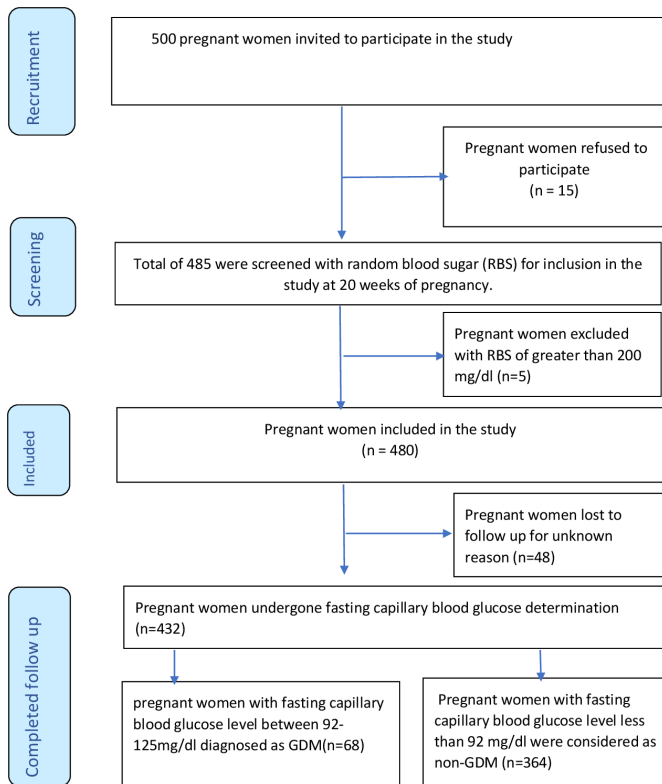 Recruitment
500 pregnant women invited to participate in the study
Pregnant women refused to
participate
(n = 15)
Screening
Total of 485 were screened with random blood sugar (RBS) for inclusion in the
study at 20 weeks of pregnancy.
Pregnant women excluded
with RBS of greater than 200
mg/dl (n=5)
Included
Pregnant women included in the study
(n = 480)
Pregnant women lost to
follow up for unknown
reason (n=48)
Completed follow up
Pregnant women undergone fasting capillary blood glucose determination
(n=432)
pregnant women with fasting capillary
blood glucose level between 92-
125mg/dl diagnosed as GDM(n=68)
Pregnant women with fasting
capillary blood glucose level less
than 92 mg/dl were considered as
non-GDM (n=364)